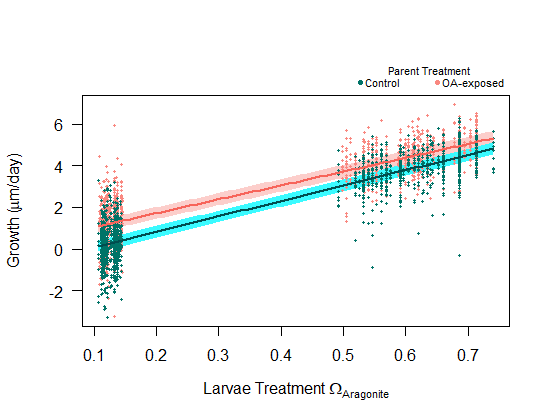 Parent Treatment
Control OA-exposed
6
4
2
0
-2
Growth (μm/day)
0.1 0.2 0.3 0.4 0.5 0.6 0.7
Larvae Treatment ΩAragonite